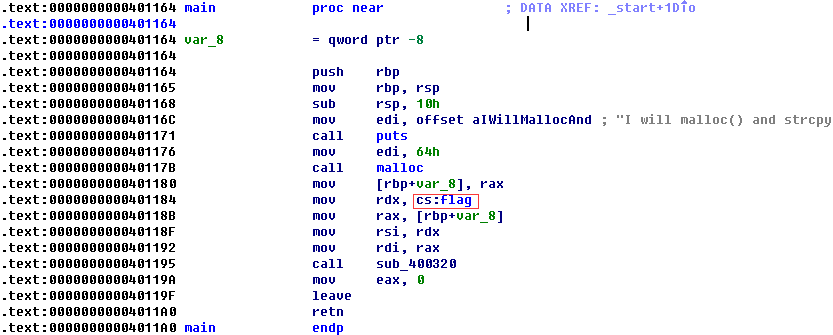 .text:0000000000401164 main proc near ; DATA XREF: _start+1D↑o
.text:0000000000401164
.text:0000000000401164 var_8 = qword ptr -8
.text:0000000000401164
.text:0000000000401164 push rbp
.text:0000000000401165 mov rbp, rsp
.text:0000000000401168 sub rsp, 10h
.text:000000000040116C mov edi, offset aIWillMallocAnd ; "I will malloc() and strcpy
.text:0000000000401171 call puts
.text:0000000000401176 mov edi, 64h
.text:000000000040117B call malloc
.text:0000000000401180 mov [rbp+var_8], rax
.text:0000000000401184 mov rdx, cs:flag
.text:000000000040118B mov rax, [rbp+var_8]
.text:000000000040118F mov rsi, rdx
.text:0000000000401192 mov rdi, rax
.text:0000000000401195 call sub_400320
.text:000000000040119A mov eax, 0
.text:000000000040119F leave
.text:00000000004011A0 retn
.text:00000000004011A0 main endp